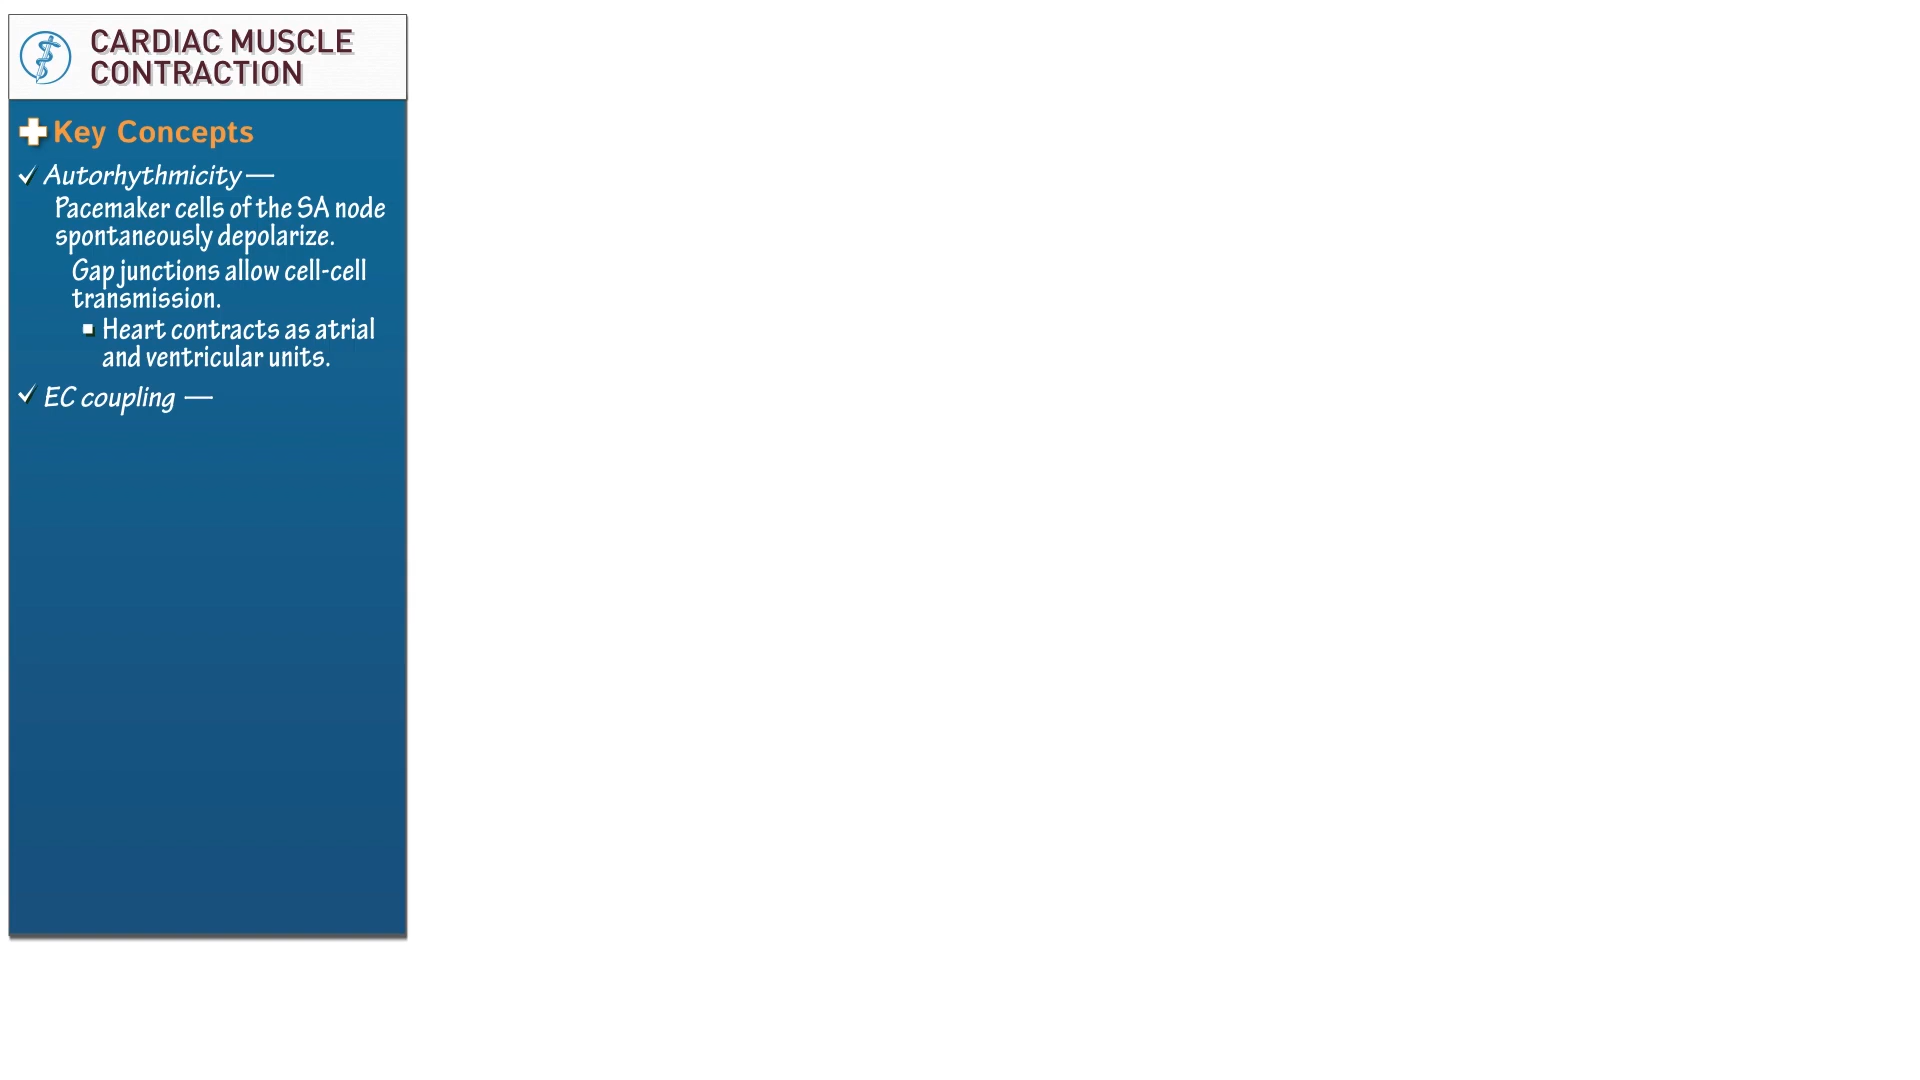 CARDIAC MUSCLE
CONTRACTION
Key Concepts
Autorhythmicity —
Pacemaker cells of the SA node
spontaneously depolarize.
Gap junctions allow cell-cell
transmission.
Heart contracts as atrial
and ventricular units.
EC coupling —